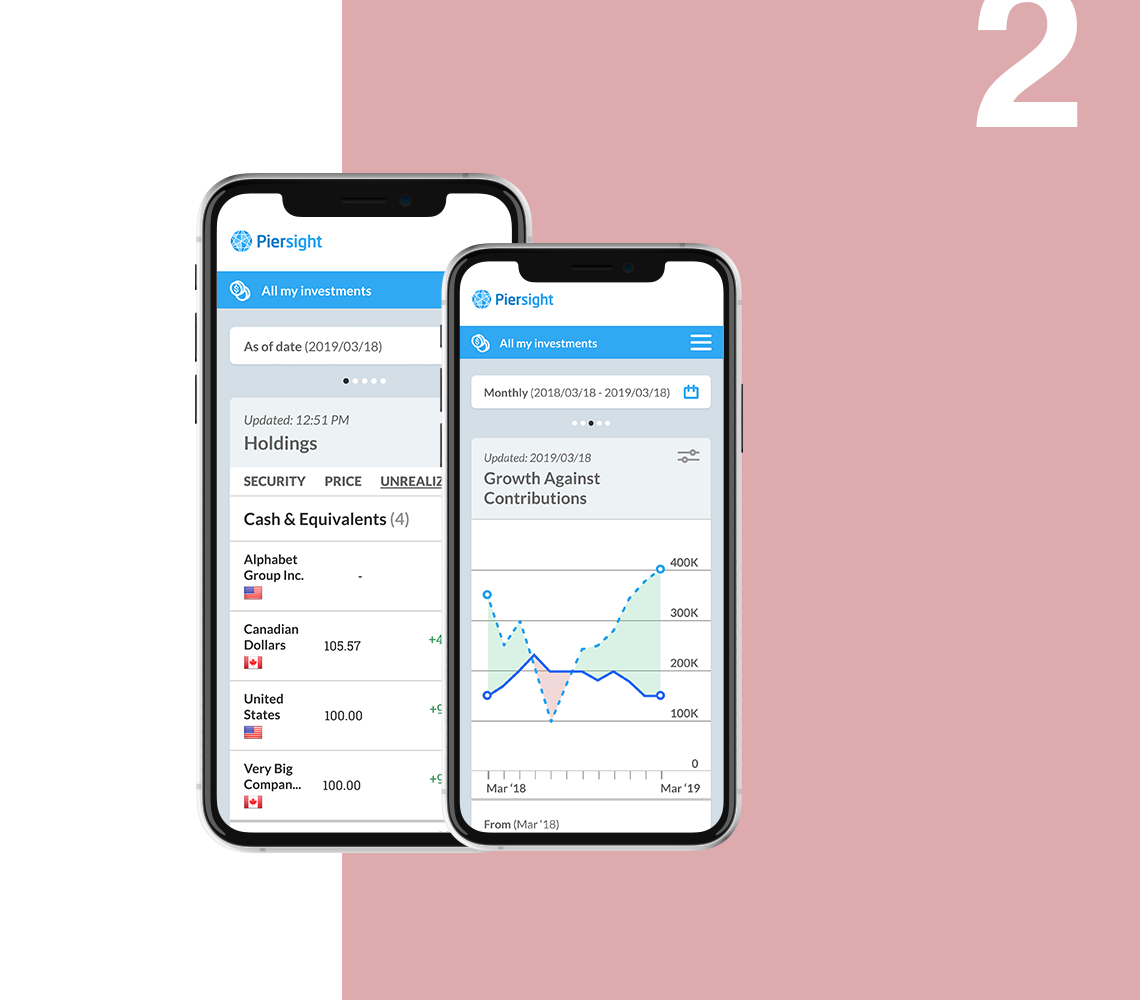 2
Piersight
All my investments
As of date (2019/03/18)
Updated: 12:51 PM
Holdings
SECURITY PRICE UNREALIZ
Cash & Equivalents (4)
Alphabet
Group Inc.
-
Canadian
Dollars
105.57
+4
United
States
100.00
+9
Very Big
Compan...
100.00
+9
Piersight
All my investments
Monthly (2018/03/18 - 2019/03/18)
Updated: 2019/03/18
Growth Against
Contributions
400K
300K
200K
100K
0
Mar ‘18 Mar ‘19
From (Mar ‘18)